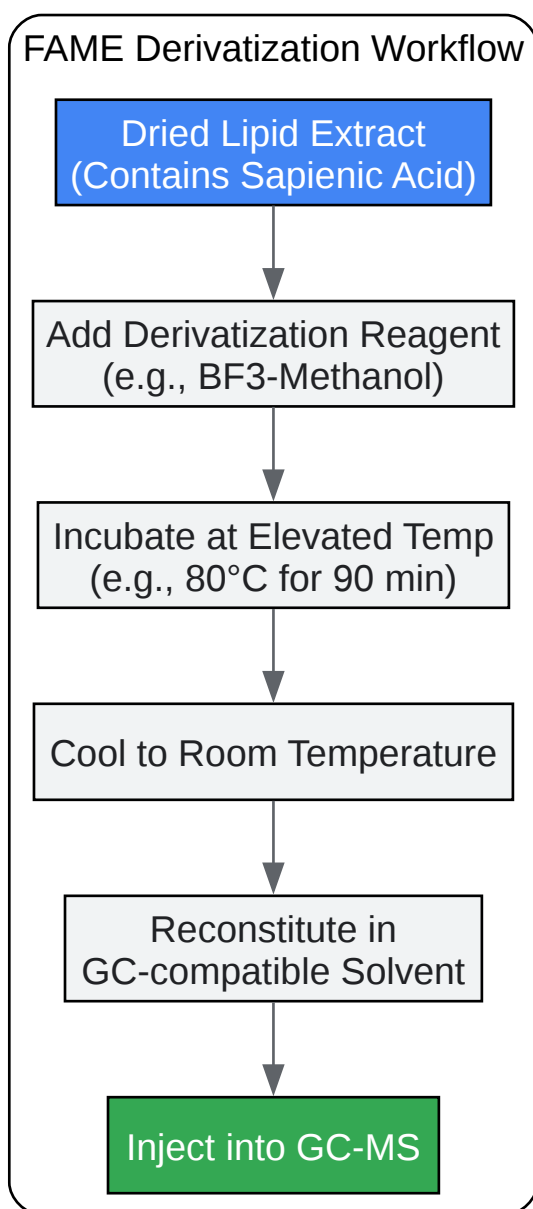 FAME Derivatization Workflow
Dried Lipid Extract
(Contains Sapienic Acid)
Add Derivatization Reagent
(e.g., BF3-Methanol)
Incubate at Elevated Temp
(e.g., 80°C for 90 min)
Cool to Room Temperature
Reconstitute in
GC-compatible Solvent
Inject into GC-MS